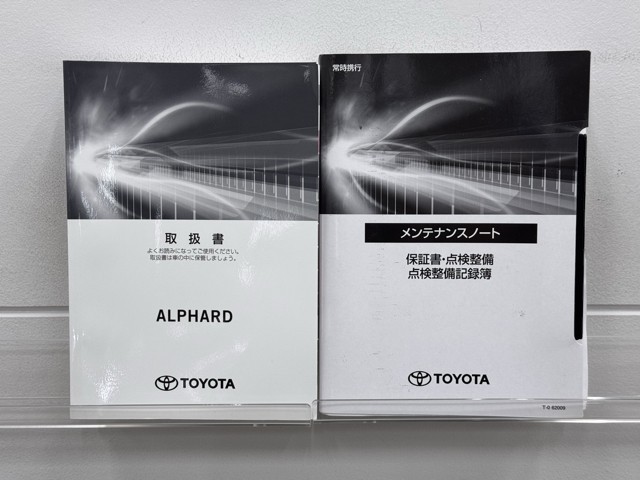 取扱書
よくお読みになってご使用ください。
取扱書は車の中に保管しましょう。
ALPHARD
TOYOTA
常時携行
メンテナンスノート
保証書・点検整備
点検整備記録簿
TOYOTA